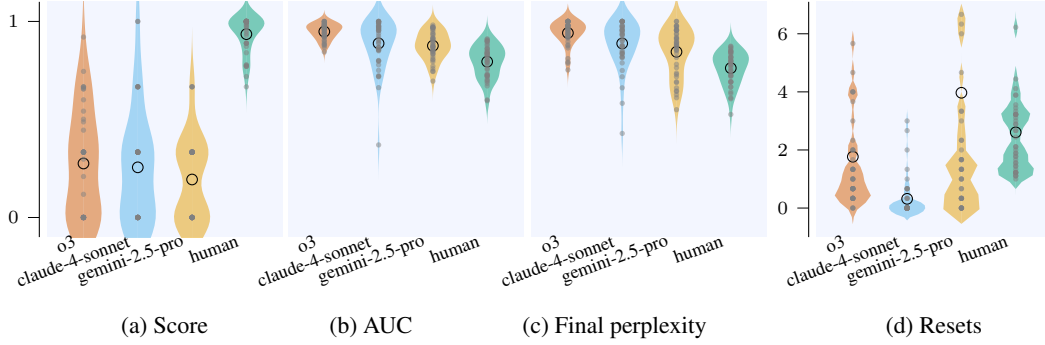 1
0
6
4
2
0
o3
claude-4-sonnet
gemini-2.5-pro
human
o3
claude-4-sonnet
gemini-2.5-pro
human
o3
claude-4-sonnet
gemini-2.5-pro
human
o3
claude-4-sonnet
gemini-2.5-pro
human
(a) Score
(b) AUC
(c) Final perplexity
(d) Resets